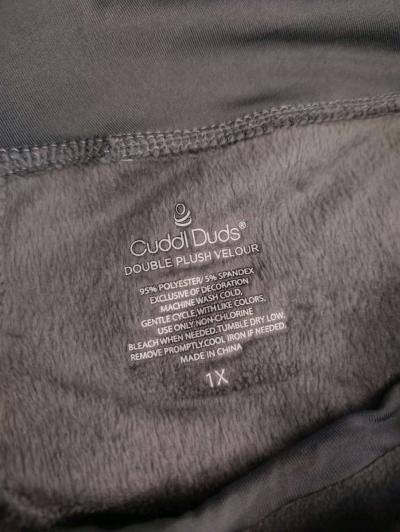 Cuddl Duds®
DOUBLE PLUSH VELOUR
95% POLYESTER/ 5% SPANDEX
EXCLUSIVE OF DECORATION
MACHINE WASH COLD,
GENTLE CYCLE,WITH LIKE COLORS,
USE ONLY NON-CHLORINE
BLEACH WHEN NEEDED.TUMBLE DRY LOW.
REMOVE PROMPTLY.COOL IRON IF NEEDED.
MADE IN CHINA
1X